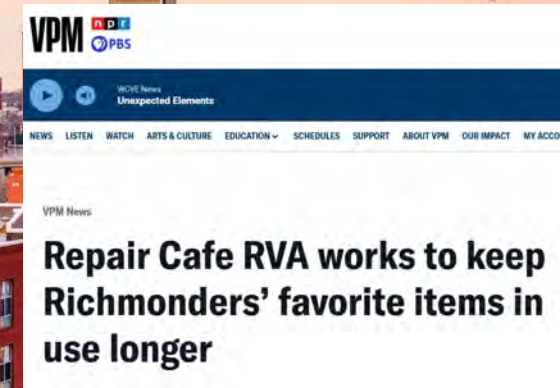 VPM npr
PBS
WCVE News
Unexpected Elements
NEWS LISTEN WATCH ARTS & CULTURE EDUCATION SCHEDULES SUPPORT ABOUT VPM OUR IMPACT MY ACCO
VPM News
Repair Cafe RVA works to keep
Richmonders’ favorite items in
use longer